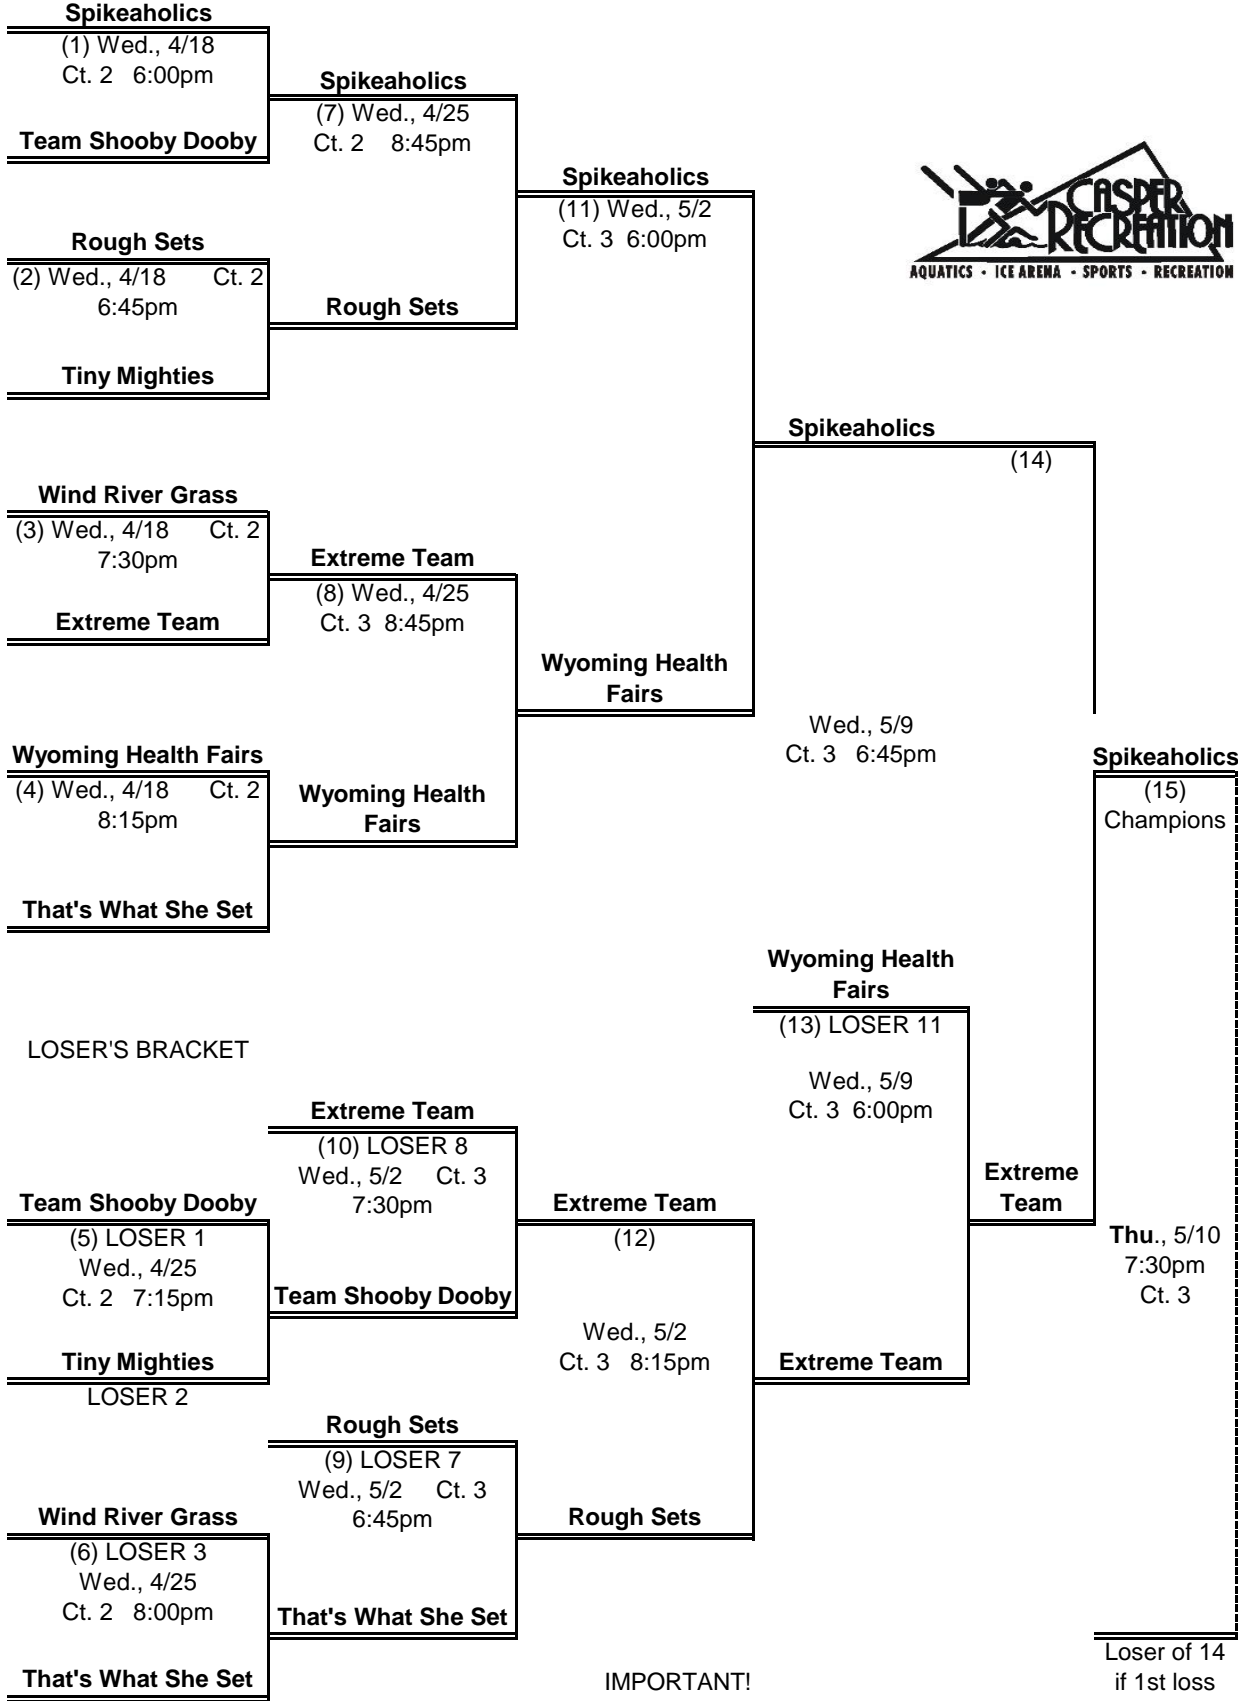 Spikeaholics
(1) Wed., 4/18
Ct. 2 6:00pm
Spikeaholics
(7) Wed., 4/25
Team Shooby Dooby
Ct. 2 8:45pm
Spikeaholics
(11) Wed., 5/2
Ct. 3 6:00pm
CASPER
RECREATION
AQUATICS - ICE ARENA - SPORTS - RECREATION
Rough Sets
(2) Wed., 4/18 Ct. 2
6:45pm
Rough Sets
Tiny Mighties
Spikeaholics
(14)
Wind River Grass
(3) Wed., 4/18 Ct. 2
7:30pm
Extreme Team
(8) Wed., 4/25
Extreme Team
Ct. 3 8:45pm
Wyoming Health
Fairs
Wed., 5/9
Ct. 3 6:45pm
Wyoming Health Fairs
(4) Wed., 4/18 Ct. 2
8:15pm
Wyoming Health
Fairs
Spikeaholics
(15)
Champions
That's What She Set
Wyoming Health
Fairs
(13) LOSER 11
Wed., 5/9
Ct. 3 6:00pm
LOSER'S BRACKET
Extreme Team
(10) LOSER 8
Wed., 5/2 Ct. 3
7:30pm
Team Shooby Dooby
(5) LOSER 1
Wed., 4/25
Ct. 2 7:15pm
Extreme Team
(12)
Extreme
Team
Thu., 5/10
7:30pm
Ct. 3
Team Shooby Dooby
Wed., 5/2
Ct. 3 8:15pm
Tiny Mighties
LOSER 2
Extreme Team
Rough Sets
(9) LOSER 7
Wed., 5/2 Ct. 3
6:45pm
Wind River Grass
(6) LOSER 3
Wed., 4/25
Ct. 2 8:00pm
Rough Sets
That's What She Set
That's What She Set
IMPORTANT!
Loser of 14
if 1st loss